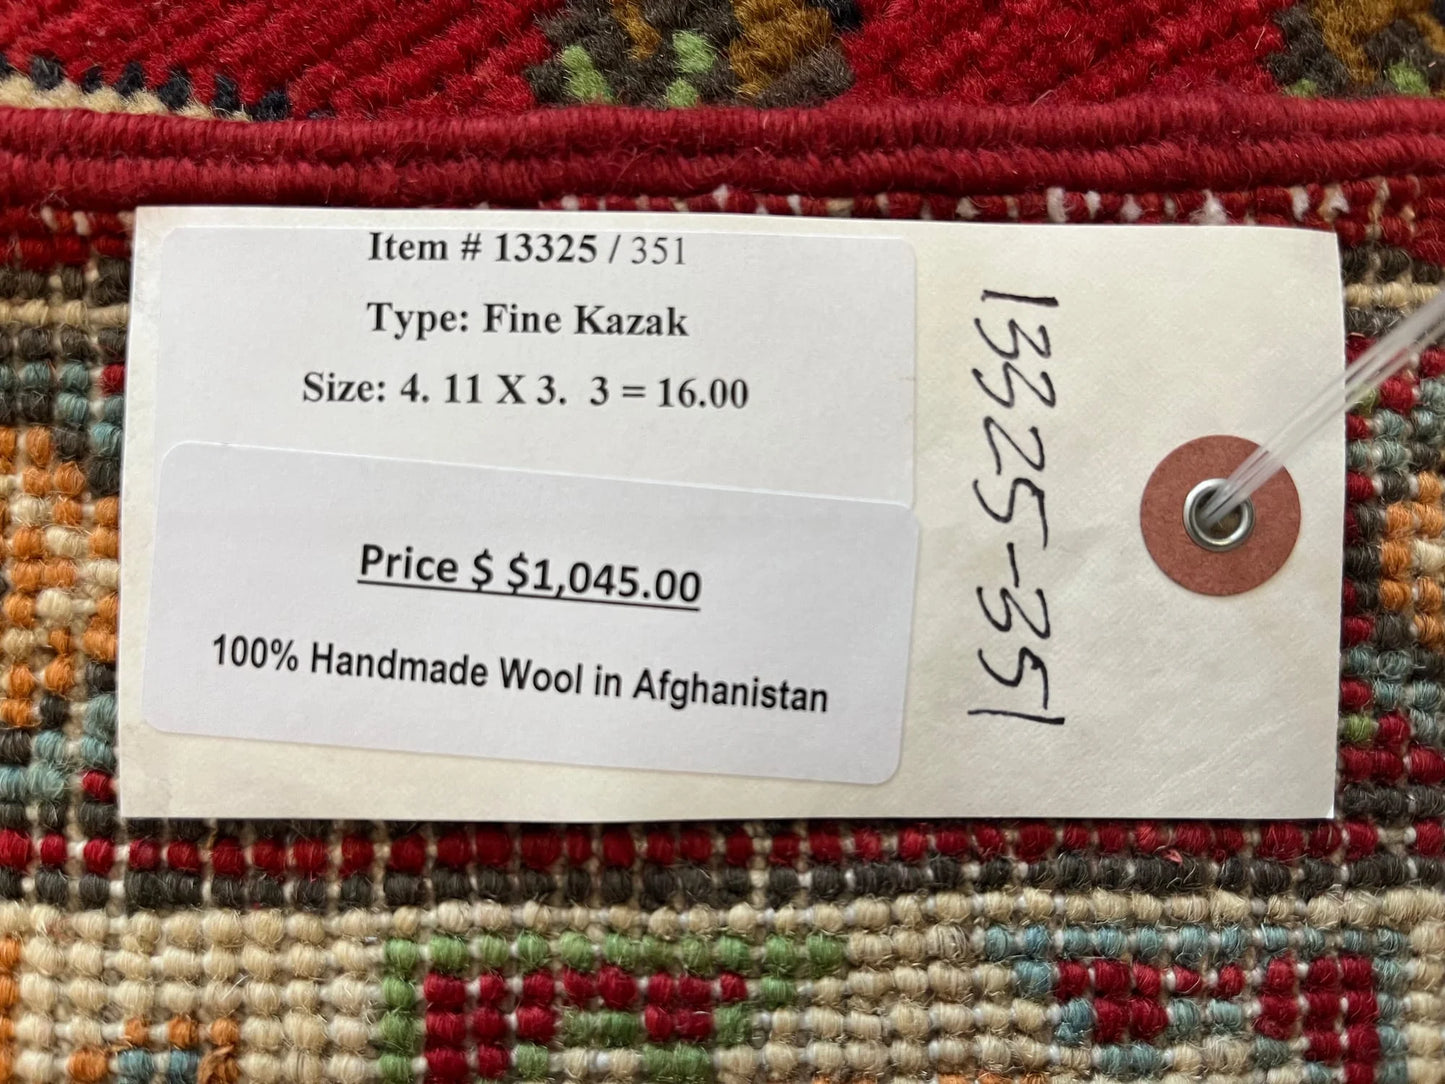 Item # 13325 / 351
Type: Fine Kazak
Size: 4. 11 X 3.  3 = 16.00
Price $ $1,045.00
100% Handmade Wool in Afghanistan
13325-351